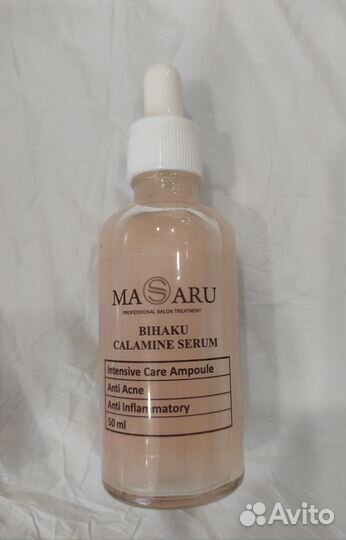 MASARU
PROFESSIONAL SALON TREATMENT
BIHAKU
CALAMINE SERUM
Intensive Care Ampoule
Anti Acne
Anti Inflammatory
50 ml
Avito